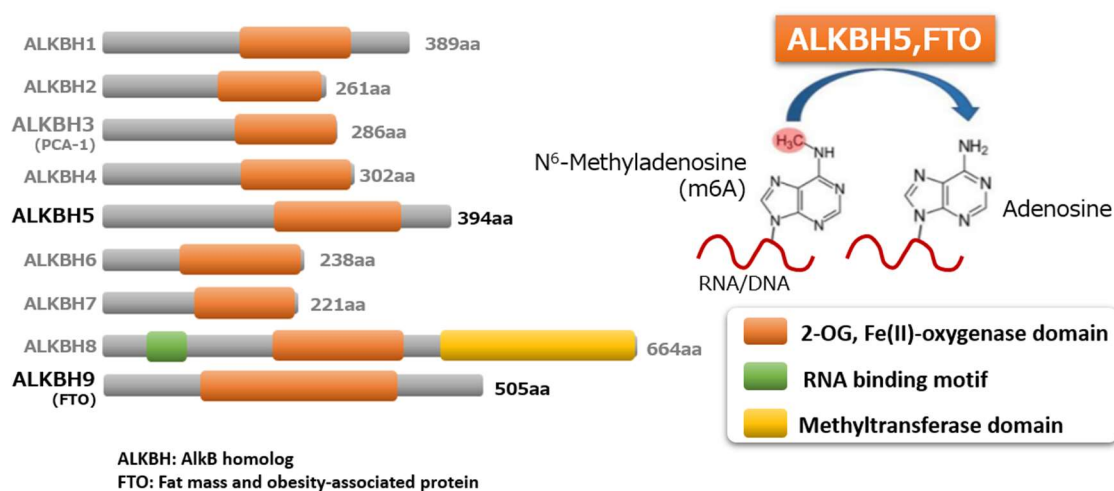 ALKBH1
389aa
ALKBH2
261aa
ALKBH3
(PCA-1)
286aa
ALKBH4
302aa
ALKBH5
394aa
ALKBH6
238aa
ALKBH7
221aa
ALKBH8
664aa
ALKBH9
(FTO)
505aa
ALKBH: AlkB homolog
FTO: Fat mass and obesity-associated protein
ALKBH5,FTO
H₃C
NH
N
N
N
N
N⁶-Methyladenosine
(m6A)
RNA/DNA
NH₂
N
N
N
N
Adenosine
2-OG, Fe(II)-oxygenase domain
RNA binding motif
Methyltransferase domain